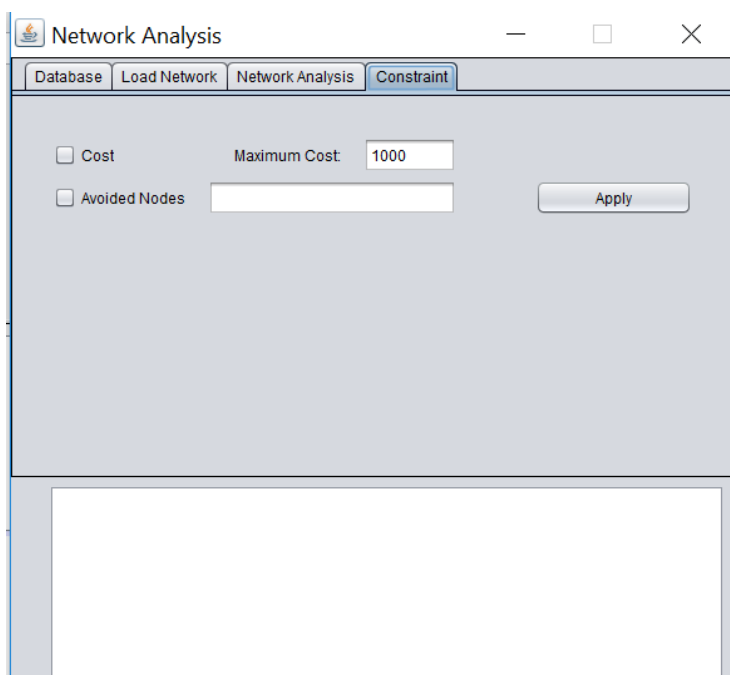 Network Analysis
Database Load Network Network Analysis Constraint
Cost Maximum Cost: 1000
Avoided Nodes Apply